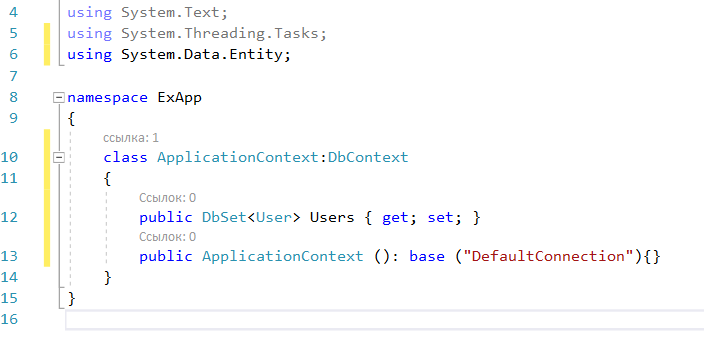 4 using System.Text;
5 using System.Threading.Tasks;
6 using System.Data.Entity;
7
8 namespace ExApp
9 {
ссылка: 1
10 class ApplicationContext:DbContext
11 {
Ссылок: 0
12 public DbSet<User> Users { get; set; }
Ссылок: 0
13 public ApplicationContext (): base ("DefaultConnection"){}
14 }
15 }
16